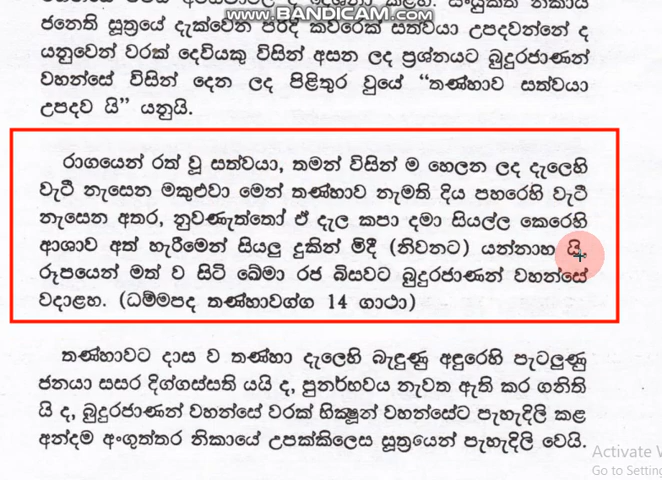 www.BANDICAM.com
ජනෙති සූත්‍රයේ දැක්වෙන පරිදි කවරෙක් සත්වයා උපදවන්නේ ද
යනුවෙන් වරක් දෙවියකු විසින් අසන ලද ප්‍රශ්නයට බුදුරජාණන්
වහන්සේ විසින් දෙන ලද පිළිතුර වූයේ “තණ්හාව සත්වයා
උපදව යි” යනුයි.
රාගයෙන් රක් වූ සත්වයා, තමන් විසින් ම හෙලන ලද දැලෙහි
වැටී නැසෙන මකුළුවා මෙන් තණ්හාව නැමති දිය පහරෙහි වැටී
නැසෙන අතර, නුවණැත්තෝ ඒ දැල කපා දමා සියල්ල කෙරෙහි
ආශාව අත් හැරීමෙන් සියලු දුකින් මිදී (නිවනට) යන්නාහ යි.
රූපයෙන් මත් ව සිටි ඛේමා රජ බිසවට බුදුරජාණන් වහන්සේ
වදාළහ. (ධම්මපද තණ්හාවග්ග 14 ගාථා)
තණ්හාවට දාස ව තණ්හා දැලෙහි බැඳුණු අඳුරෙහි පැටලුණු
ජනයා සසර දිග්ගස්සති යයි ද, පුනර්භවය නැවත ඇති කර ගනිති
යි ද, බුදුරජාණන් වහන්සේ වරක් භික්‍ෂූන් වහන්සේට පැහැදිලි කළ
අන්දම අංගුත්තර නිකායේ උපක්කිලෙස සූත්‍රයෙන් පැහැදිලි වෙයි.
Activate W
Go to Setting